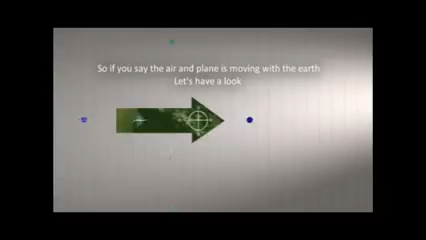 So if you say the air and plane is moving with the earth
Let's have a look